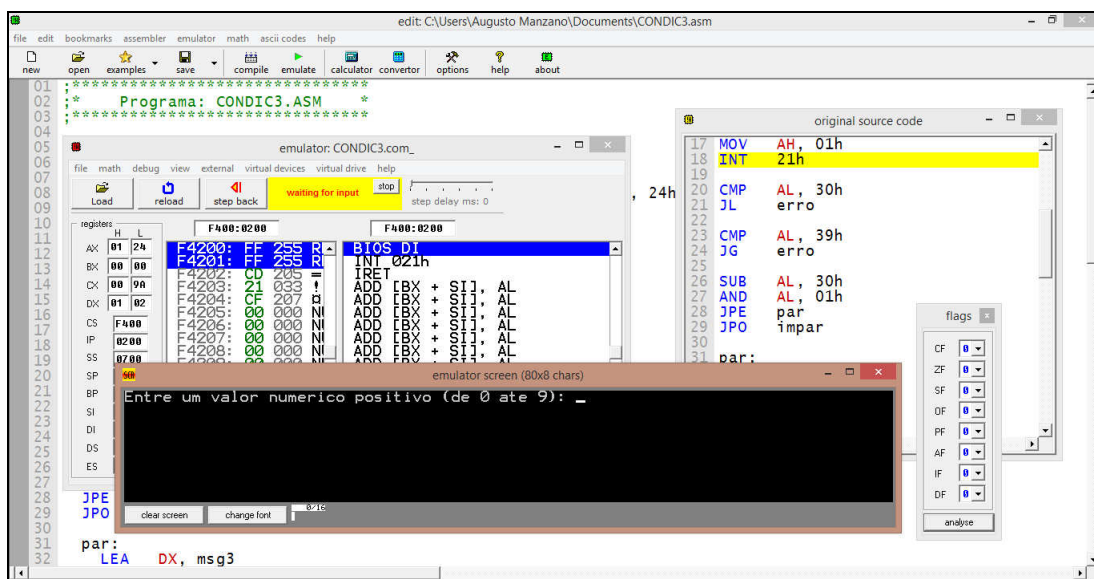 edit: C:\Users\Augusto Manzano\Documents\CONDIC3.asm
file edit bookmarks assembler emulator math ascii codes help
new open examples save compile emulate calculator convertor options help about
01 ;*********************************
02 ;* Programa: CONDIC3.ASM *
03 ;*********************************
04
05
06
07
08 , 24h
09
10
11
12
13
14
15
16
17
18
19
20
21
22
23
24
25
26
27
28 JPE
29 JPO
30
31 par:
32 LEA DX, msg3
emulator: CONDIC3.com_
file math debug view external virtual devices virtual drive help
Load reload step back waiting for input stop step delay ms: 0
registers F400:0200 F400:0200
H L
AX 01 24
BX 00 00
CX 00 9A
DX 01 02
CS F400
IP 0200
SS 0700
SP
BP
SI
DI
DS
ES
F4200: FF 255 R
F4201: FF 255 R
F4202: CD 205 =
F4203: 21 033 !
F4204: CF 207 ¤
F4205: 00 000 NU
F4206: 00 000 NU
F4207: 00 000 NU
F4208: 00 000 NU
BIOS DI
INT 021h
IRET
ADD [BX + SI], AL
ADD [BX + SI], AL
ADD [BX + SI], AL
ADD [BX + SI], AL
ADD [BX + SI], AL
ADD [BX + SI], AL
original source code
17 MOV AH, 01h
18 INT 21h
19
20 CMP AL, 30h
21 JL erro
22
23 CMP AL, 39h
24 JG erro
25
26 SUB AL, 30h
27 AND AL, 01h
28 JPE par
29 JPO impar
30
31 par:
flags
CF 0
ZF 0
SF 0
OF 0
PF 0
AF 0
IF 0
DF 0
analyse
SCR emulator screen (80x8 chars)
Entre um valor numerico positivo (de 0 ate 9): _
clear screen change font 0/16